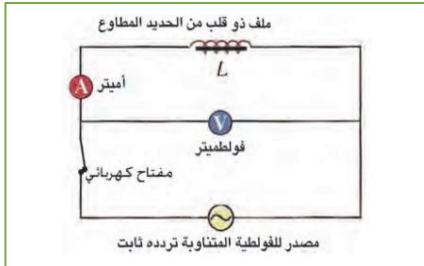 ملف ذو قلب من الحديد المطاوع
L
A
أميتر
V
فولطميتر
مفتاح كهربائي
مصدر للفولطية المتناوبة تردده ثابت